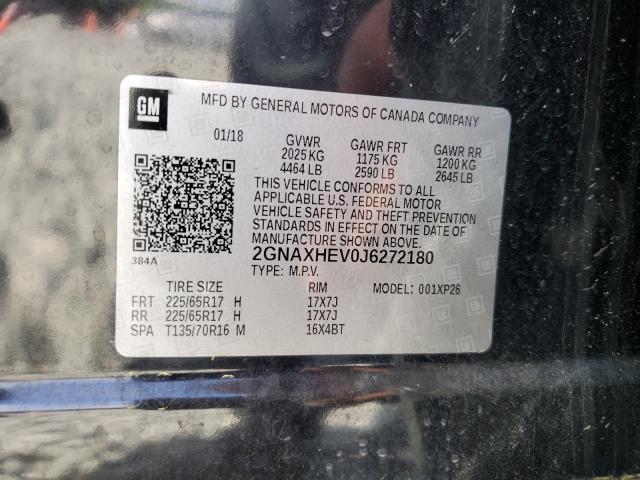 GM
MFD BY GENERAL MOTORS OF CANADA COMPANY
01/18 GVWR GAWR FRT GAWR RR
2025 KG 1175 KG 1200 KG
4464 LB 2590 LB 2645 LB
THIS VEHICLE CONFORMS TO ALL
APPLICABLE U.S. FEDERAL MOTOR
VEHICLE SAFETY AND THEFT PREVENTION
STANDARDS IN EFFECT ON THE DATE OF
MANUFACTURE SHOWN ABOVE.
384A 2GNAXHEV0J6272180
TYPE: M.P.V.
TIRE SIZE RIM MODEL: 001XP26
FRT 225/65R17 H 17X7J
RR 225/65R17 H 17X7J
SPA T135/70R16 M 16X4BT